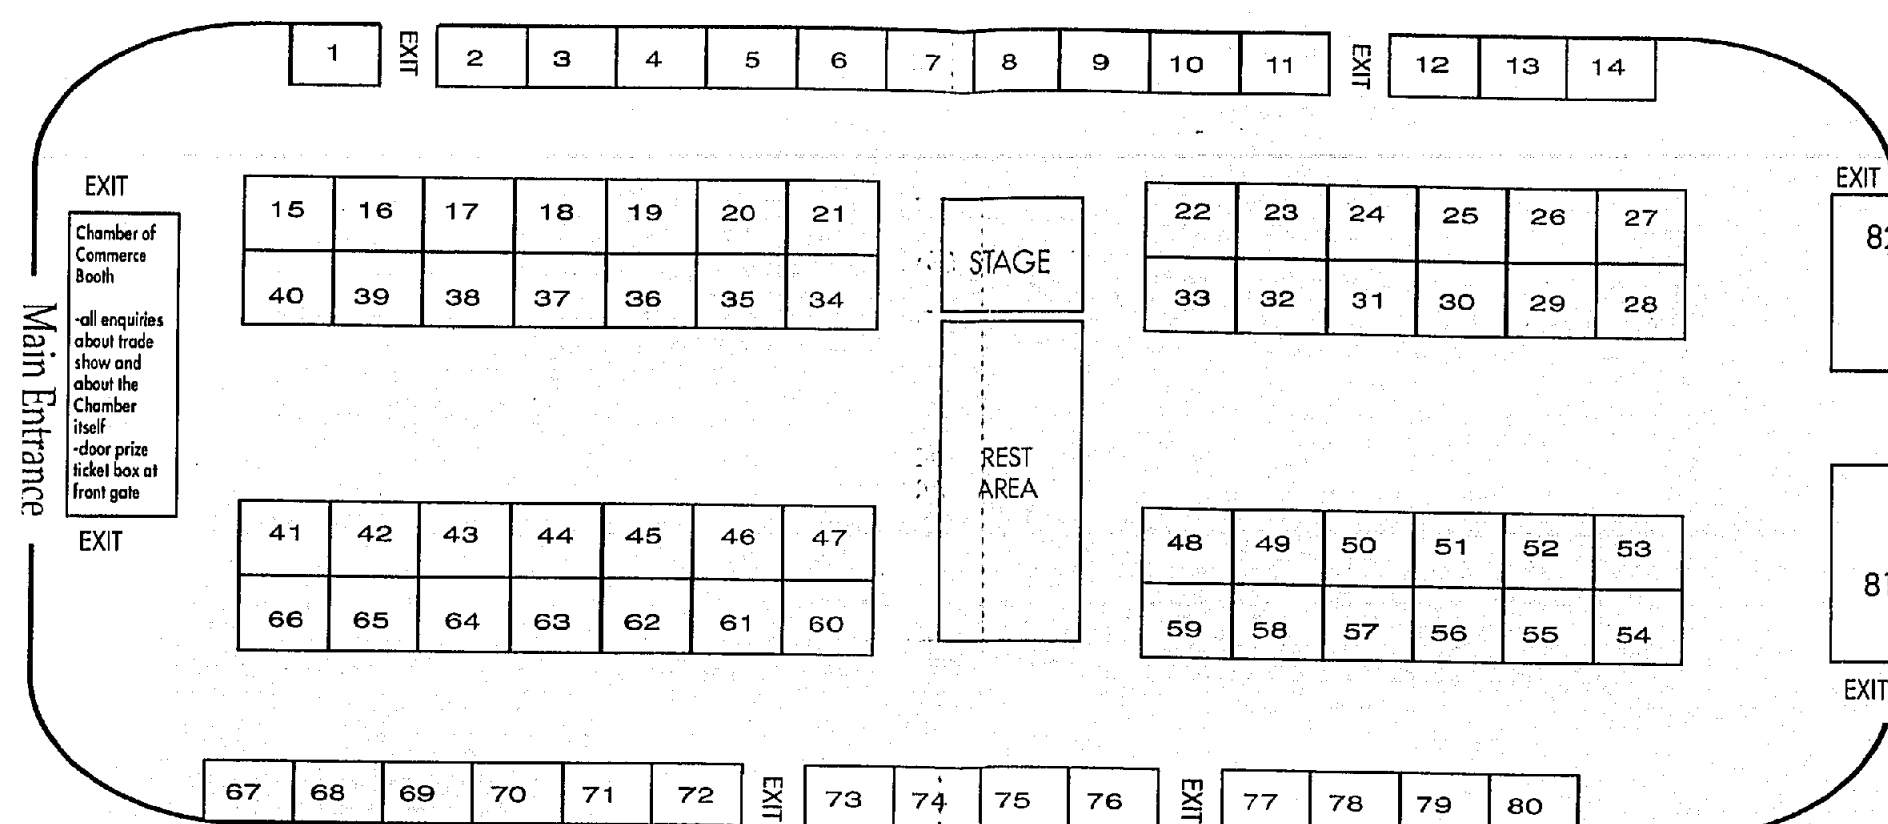 1 EXIT 2 3 4 5 6 7 8 9 10 11 EXIT 12 13 14
EXIT
EXIT
15 16 17 18 19 20 21
22 23 24 25 26 27
40 39 38 37 36 35 34
33 32 31 30 29 28
STAGE
Chamber of
Commerce
Booth
-all enquiries
about trade
show and
about the
Chamber
itself
-door prize
ticket box at
front gate
Main Entrance
EXIT
REST
AREA
41 42 43 44 45 46 47
48 49 50 51 52 53
66 65 64 63 62 61 60
59 58 57 56 55 54
81
EXIT
67 68 69 70 71 72 EXIT 73 74 75 76 EXIT 77 78 79 80